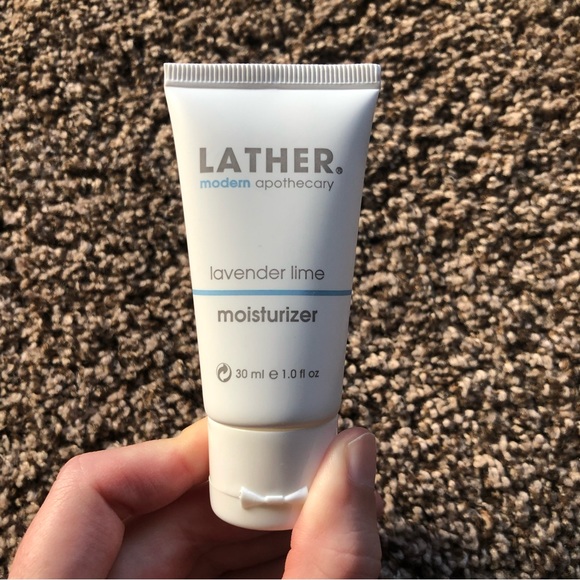 LATHER®
modern apothecary
lavender lime
moisturizer
30 ml ℮ 1.0 fl oz